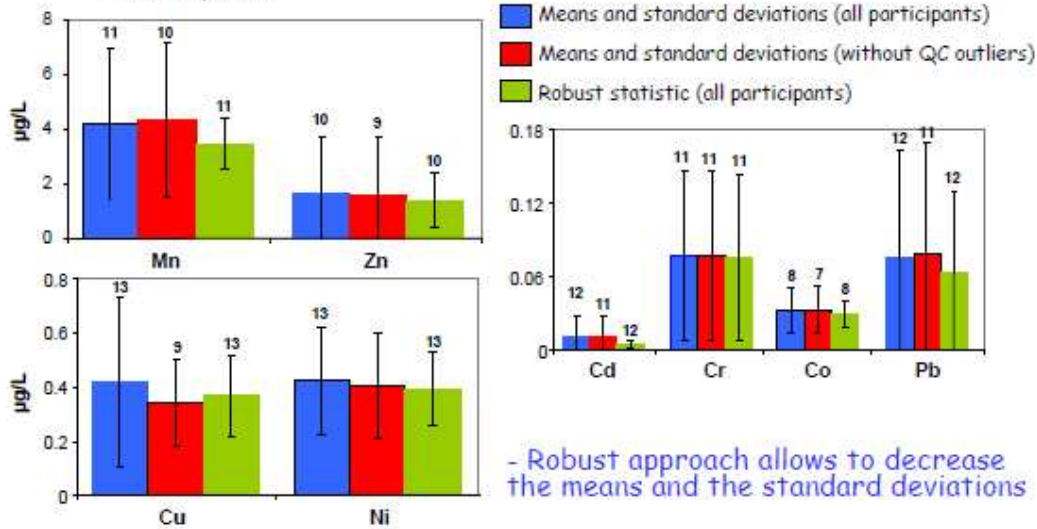 Means and standard deviations (all participants)
Means and standard deviations (without QC outliers)
Robust statistic (all participants)
8
6
4
2
0
µg/L
11
10
11
10
9
10
Mn
Zn
0.8
0.6
0.4
0.2
0
µg/L
13
9
13
13
13
Cu
Ni
0.18
0.12
0.06
0
12
11
12
11
11
11
8
7
8
12
11
12
Cd
Cr
Co
Pb
- Robust approach allows to decrease
the means and the standard deviations